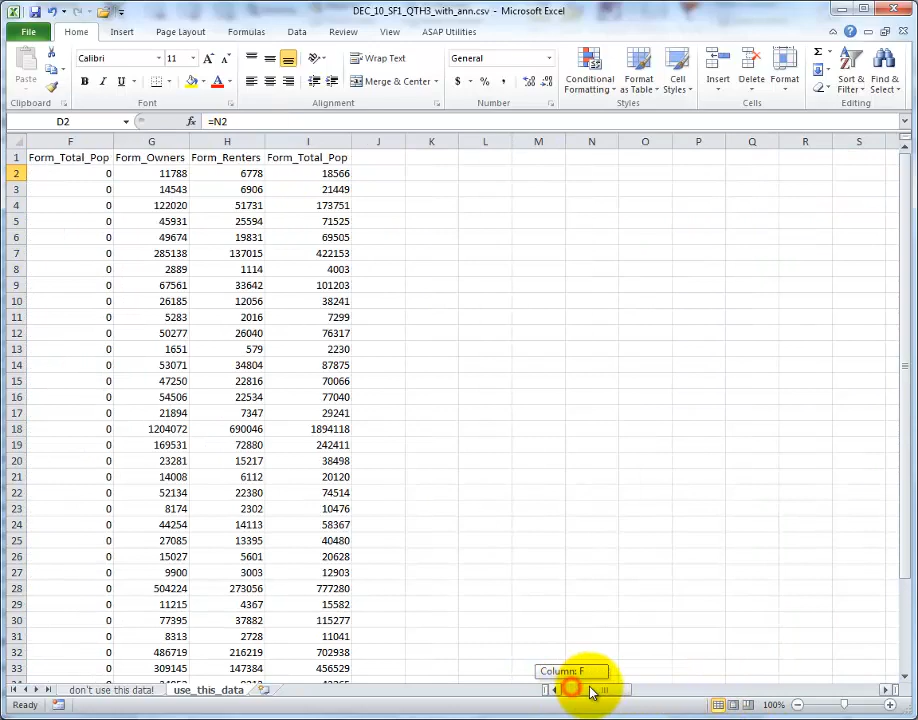 DEC_10_SF1_QTH3_with_ann.csv - Microsoft Excel
File Home Insert Page Layout Formulas Data Review View ASAP Utilities
Calibri 11 A A Wrap Text General
Paste B I U A Merge & Center $ % , .0 .00 Conditional Formatting Format as Table Cell Styles Insert Delete Format Σ Sort & Filter Find & Select
Clipboard Font Alignment Number Styles Cells Editing
D2 fx =N2
F G H I J K L M N O P Q R S
1 Form_Total_Pop Form_Owners Form_Renters Form_Total_Pop
2 0 11788 6778 18566
3 0 14543 6906 21449
4 0 122020 51731 173751
5 0 45931 25594 71525
6 0 49674 19831 69505
7 0 285138 137015 422153
8 0 2889 1114 4003
9 0 67561 33642 101203
10 0 26185 12056 38241
11 0 5283 2016 7299
12 0 50277 26040 76317
13 0 1651 579 2230
14 0 53071 34804 87875
15 0 47250 22816 70066
16 0 54506 22534 77040
17 0 21894 7347 29241
18 0 1204072 690046 1894118
19 0 169531 72880 242411
20 0 23281 15217 38498
21 0 14008 6112 20120
22 0 52134 22380 74514
23 0 8174 2302 10476
24 0 44254 14113 58367
25 0 27085 13395 40480
26 0 15027 5601 20628
27 0 9900 3003 12903
28 0 504224 273056 777280
29 0 11215 4367 15582
30 0 77395 37882 115277
31 0 8313 2728 11041
32 0 486719 216219 702938
33 0 309145 147384 456529
Column: F
don't use this data! use_this_data
Ready 100%